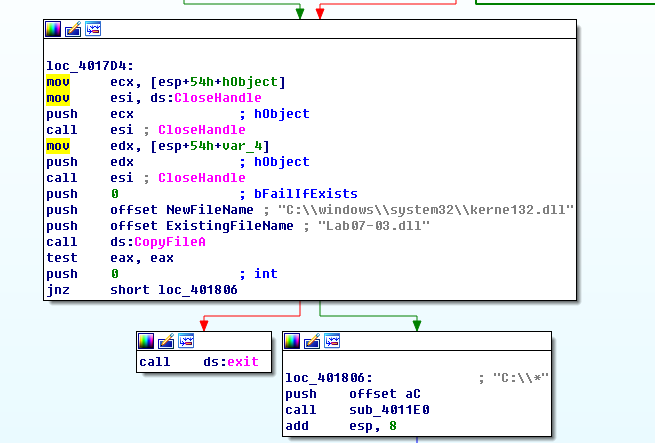 loc_4017D4:
mov ecx, [esp+54h+hObject]
mov esi, ds:CloseHandle
push ecx ; hObject
call esi ; CloseHandle
mov edx, [esp+54h+var_4]
push edx ; hObject
call esi ; CloseHandle
push 0 ; bFailIfExists
push offset NewFileName ; "C:\\windows\\system32\\kerne132.dll"
push offset ExistingFileName ; "Lab07-03.dll"
call ds:CopyFileA
test eax, eax
push 0 ; int
jnz short loc_401806
call ds:exit
loc_401806: ; "C:\\*"
push offset aC
call sub_4011E0
add esp, 8